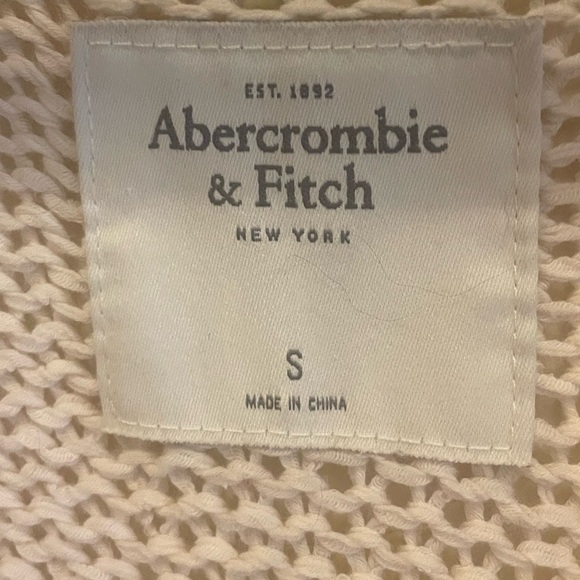 EST. 1892
Abercrombie
& Fitch
NEW YORK
S
MADE IN CHINA